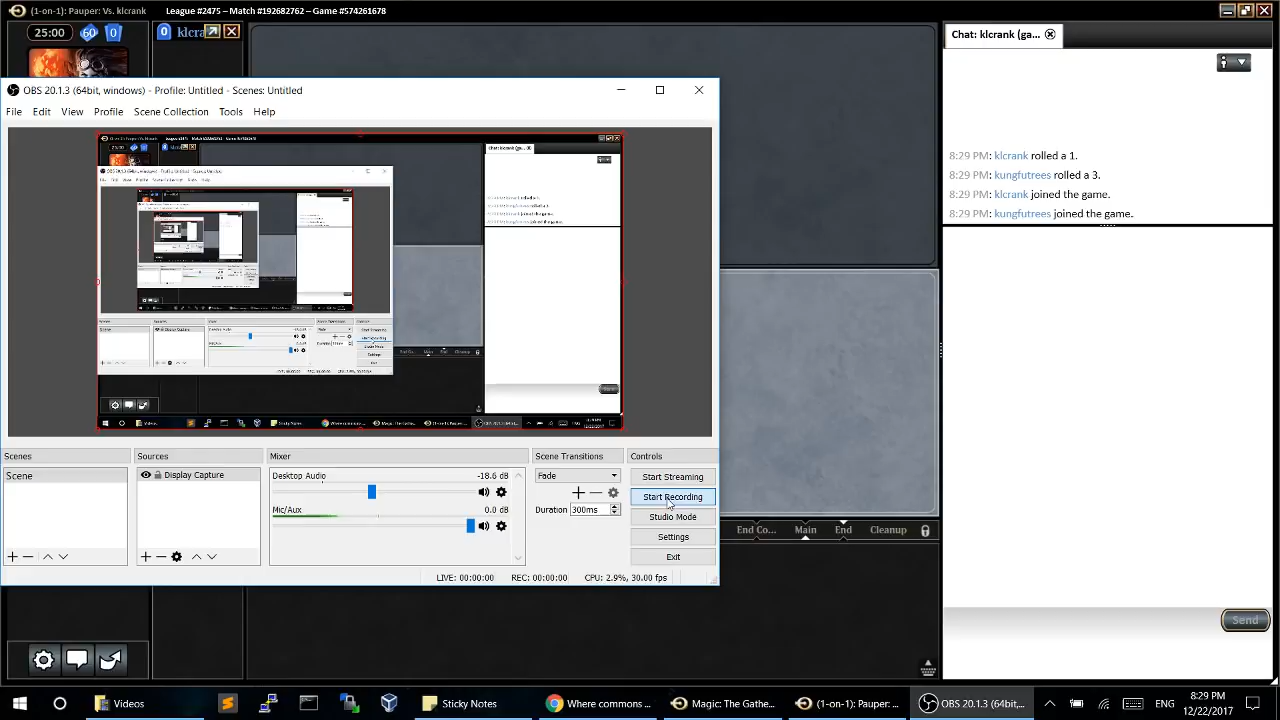 (1-on-1): Pauper: Vs. klcrank
League #2475 – Match #192682762 – Game #574261678
25:00
60
0
0
klcra
Chat: klcrank (ga...
OBS 20.1.3 (64bit, windows) - Profile: Untitled - Scenes: Untitled
File Edit View Profile Scene Collection Tools Help
8:29 PM: klcrank rolled a 1.
8:29 PM: kungfutrees rolled a 3.
8:29 PM: klcrank joined the game.
8:29 PM: kungfutrees joined the game.
Scenes
Sources
Mixer
Scene Transitions
Controls
Scene
Display Capture
Desktop Audio -18.6 dB
Mic/Aux 0.0 dB
Fade
Duration 300ms
Start Streaming
Start Recording
Studio Mode
Settings
Exit
LIVE: 00:00:00 REC: 00:00:00 CPU: 2.9%, 30.00 fps
End Co... Main End Cleanup
Send
Videos
Sticky Notes
Where commons ...
Magic: The Gathe...
(1-on-1): Pauper: ...
OBS 20.1.3 (64bit,...
ENG
8:29 PM
12/22/2017